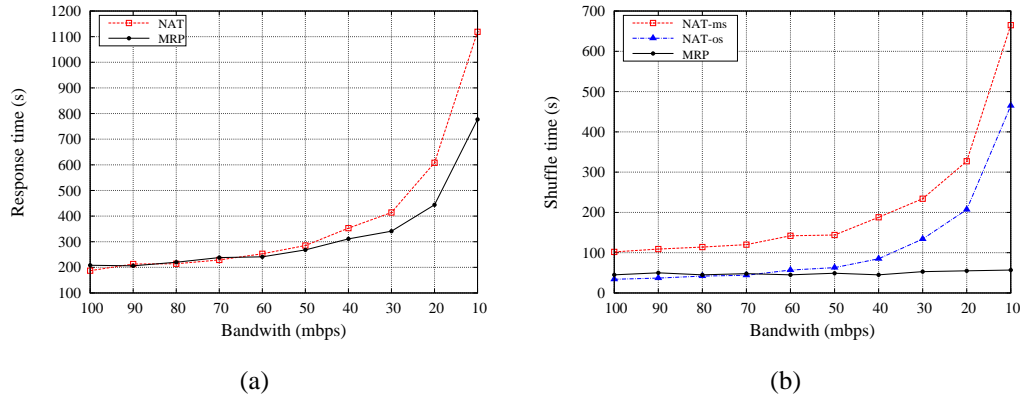 1200
1100
1000
900
800
700
600
500
400
300
200
100
100 90 80 70 60 50 40 30 20 10
Response time (s)
Bandwith (mbps)
NAT
MRP
(a)
700
600
500
400
300
200
100
0
100 90 80 70 60 50 40 30 20 10
Shuffle time (s)
Bandwith (mbps)
NAT-ms
NAT-os
MRP
(b)